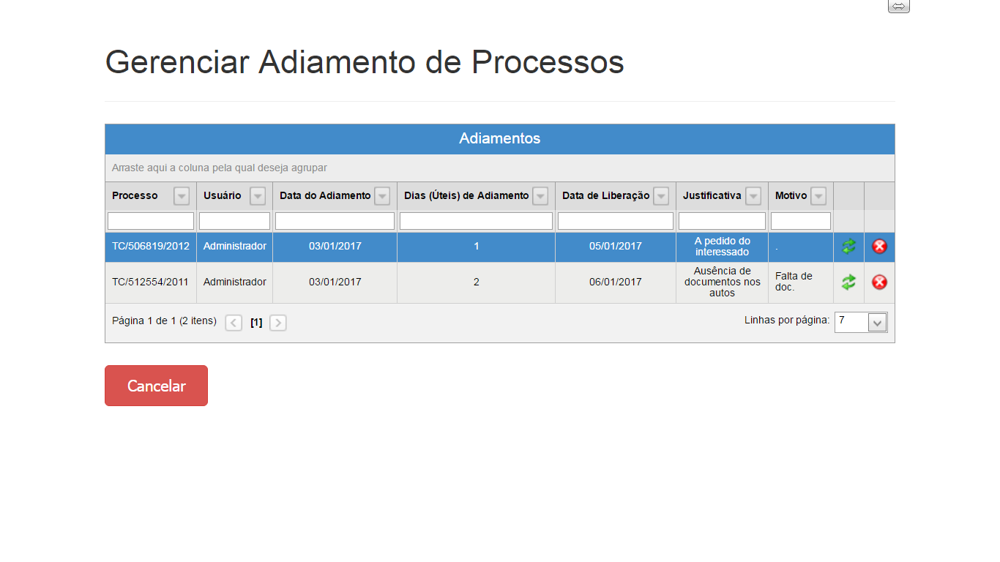 Gerenciar Adiamento de Processos
Adiamentos
Arraste aqui a coluna pela qual deseja agrupar
Processo Usuário Data do Adiamento Dias (Úteis) de Adiamento Data de Liberação Justificativa Motivo
TC/506819/2012 Administrador 03/01/2017 1 05/01/2017 A pedido do
interessado .
TC/512554/2011 Administrador 03/01/2017 2 06/01/2017 Ausência de
documentos nos
autos Falta de
doc.
Página 1 de 1 (2 itens) [1] Linhas por página: 7
Cancelar